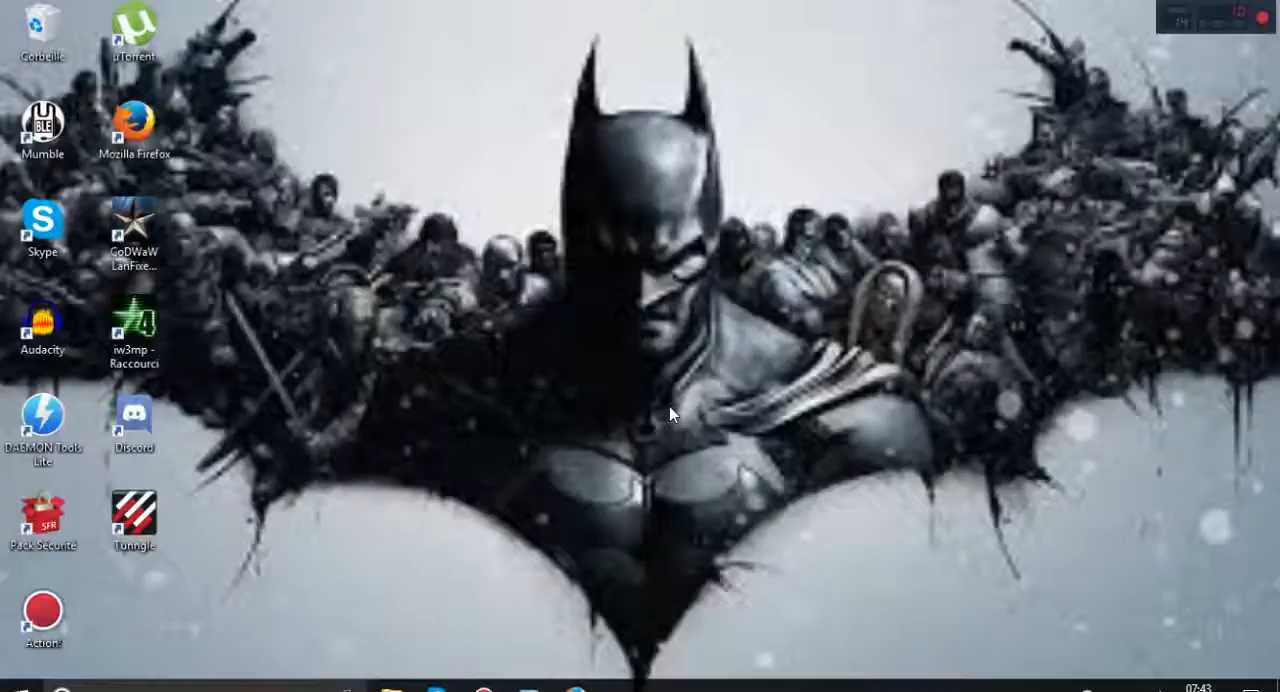 Corbeille
µTorrent
Mumble
Mozilla Firefox
Skype
CoDWaW
LanFixe...
Audacity
iw3mp -
Raccourci
DAEMON Tools
Lite
Discord
Pack Sécurité
Tunngle
Action!
07:43